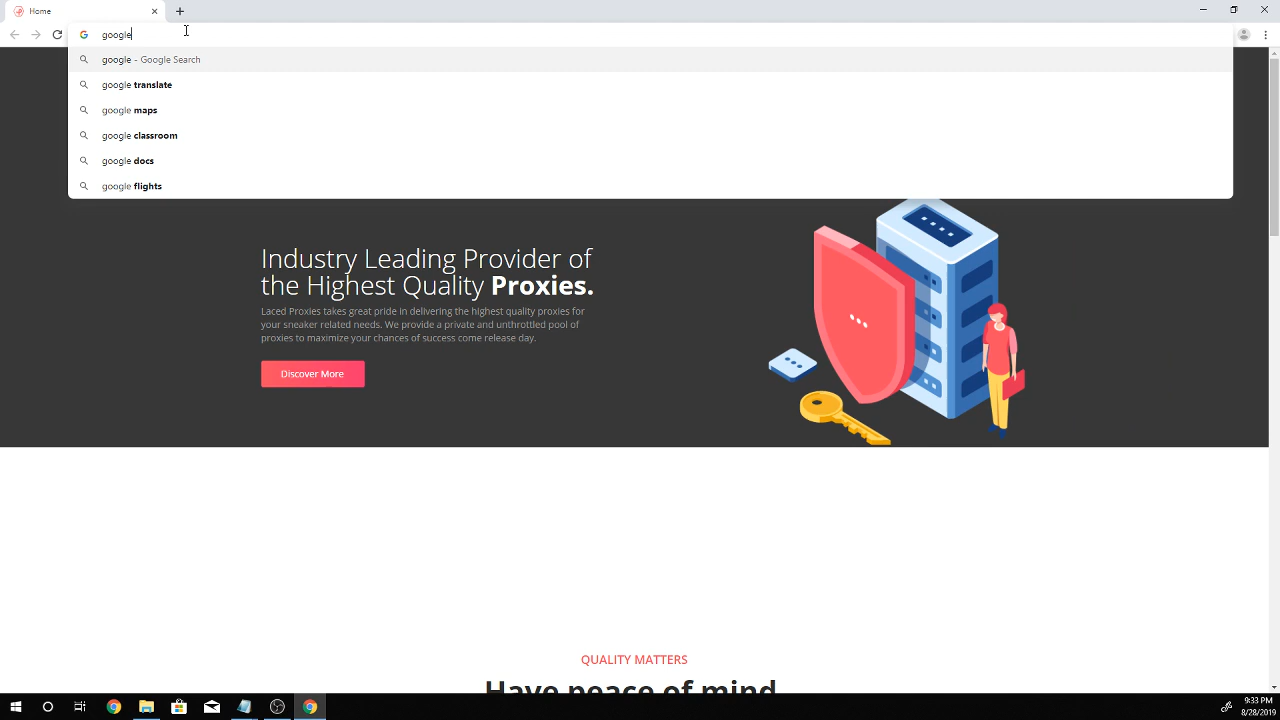 Home
google
google - Google Search
google translate
google maps
google classroom
google docs
google flights
Industry Leading Provider of
the Highest Quality Proxies.
Laced Proxies takes great pride in delivering the highest quality proxies for
your sneaker related needs. We provide a private and unthrottled pool of
proxies to maximize your chances of success come release day.
Discover More
QUALITY MATTERS
Have peace of mind
9:33 PM
8/28/2019